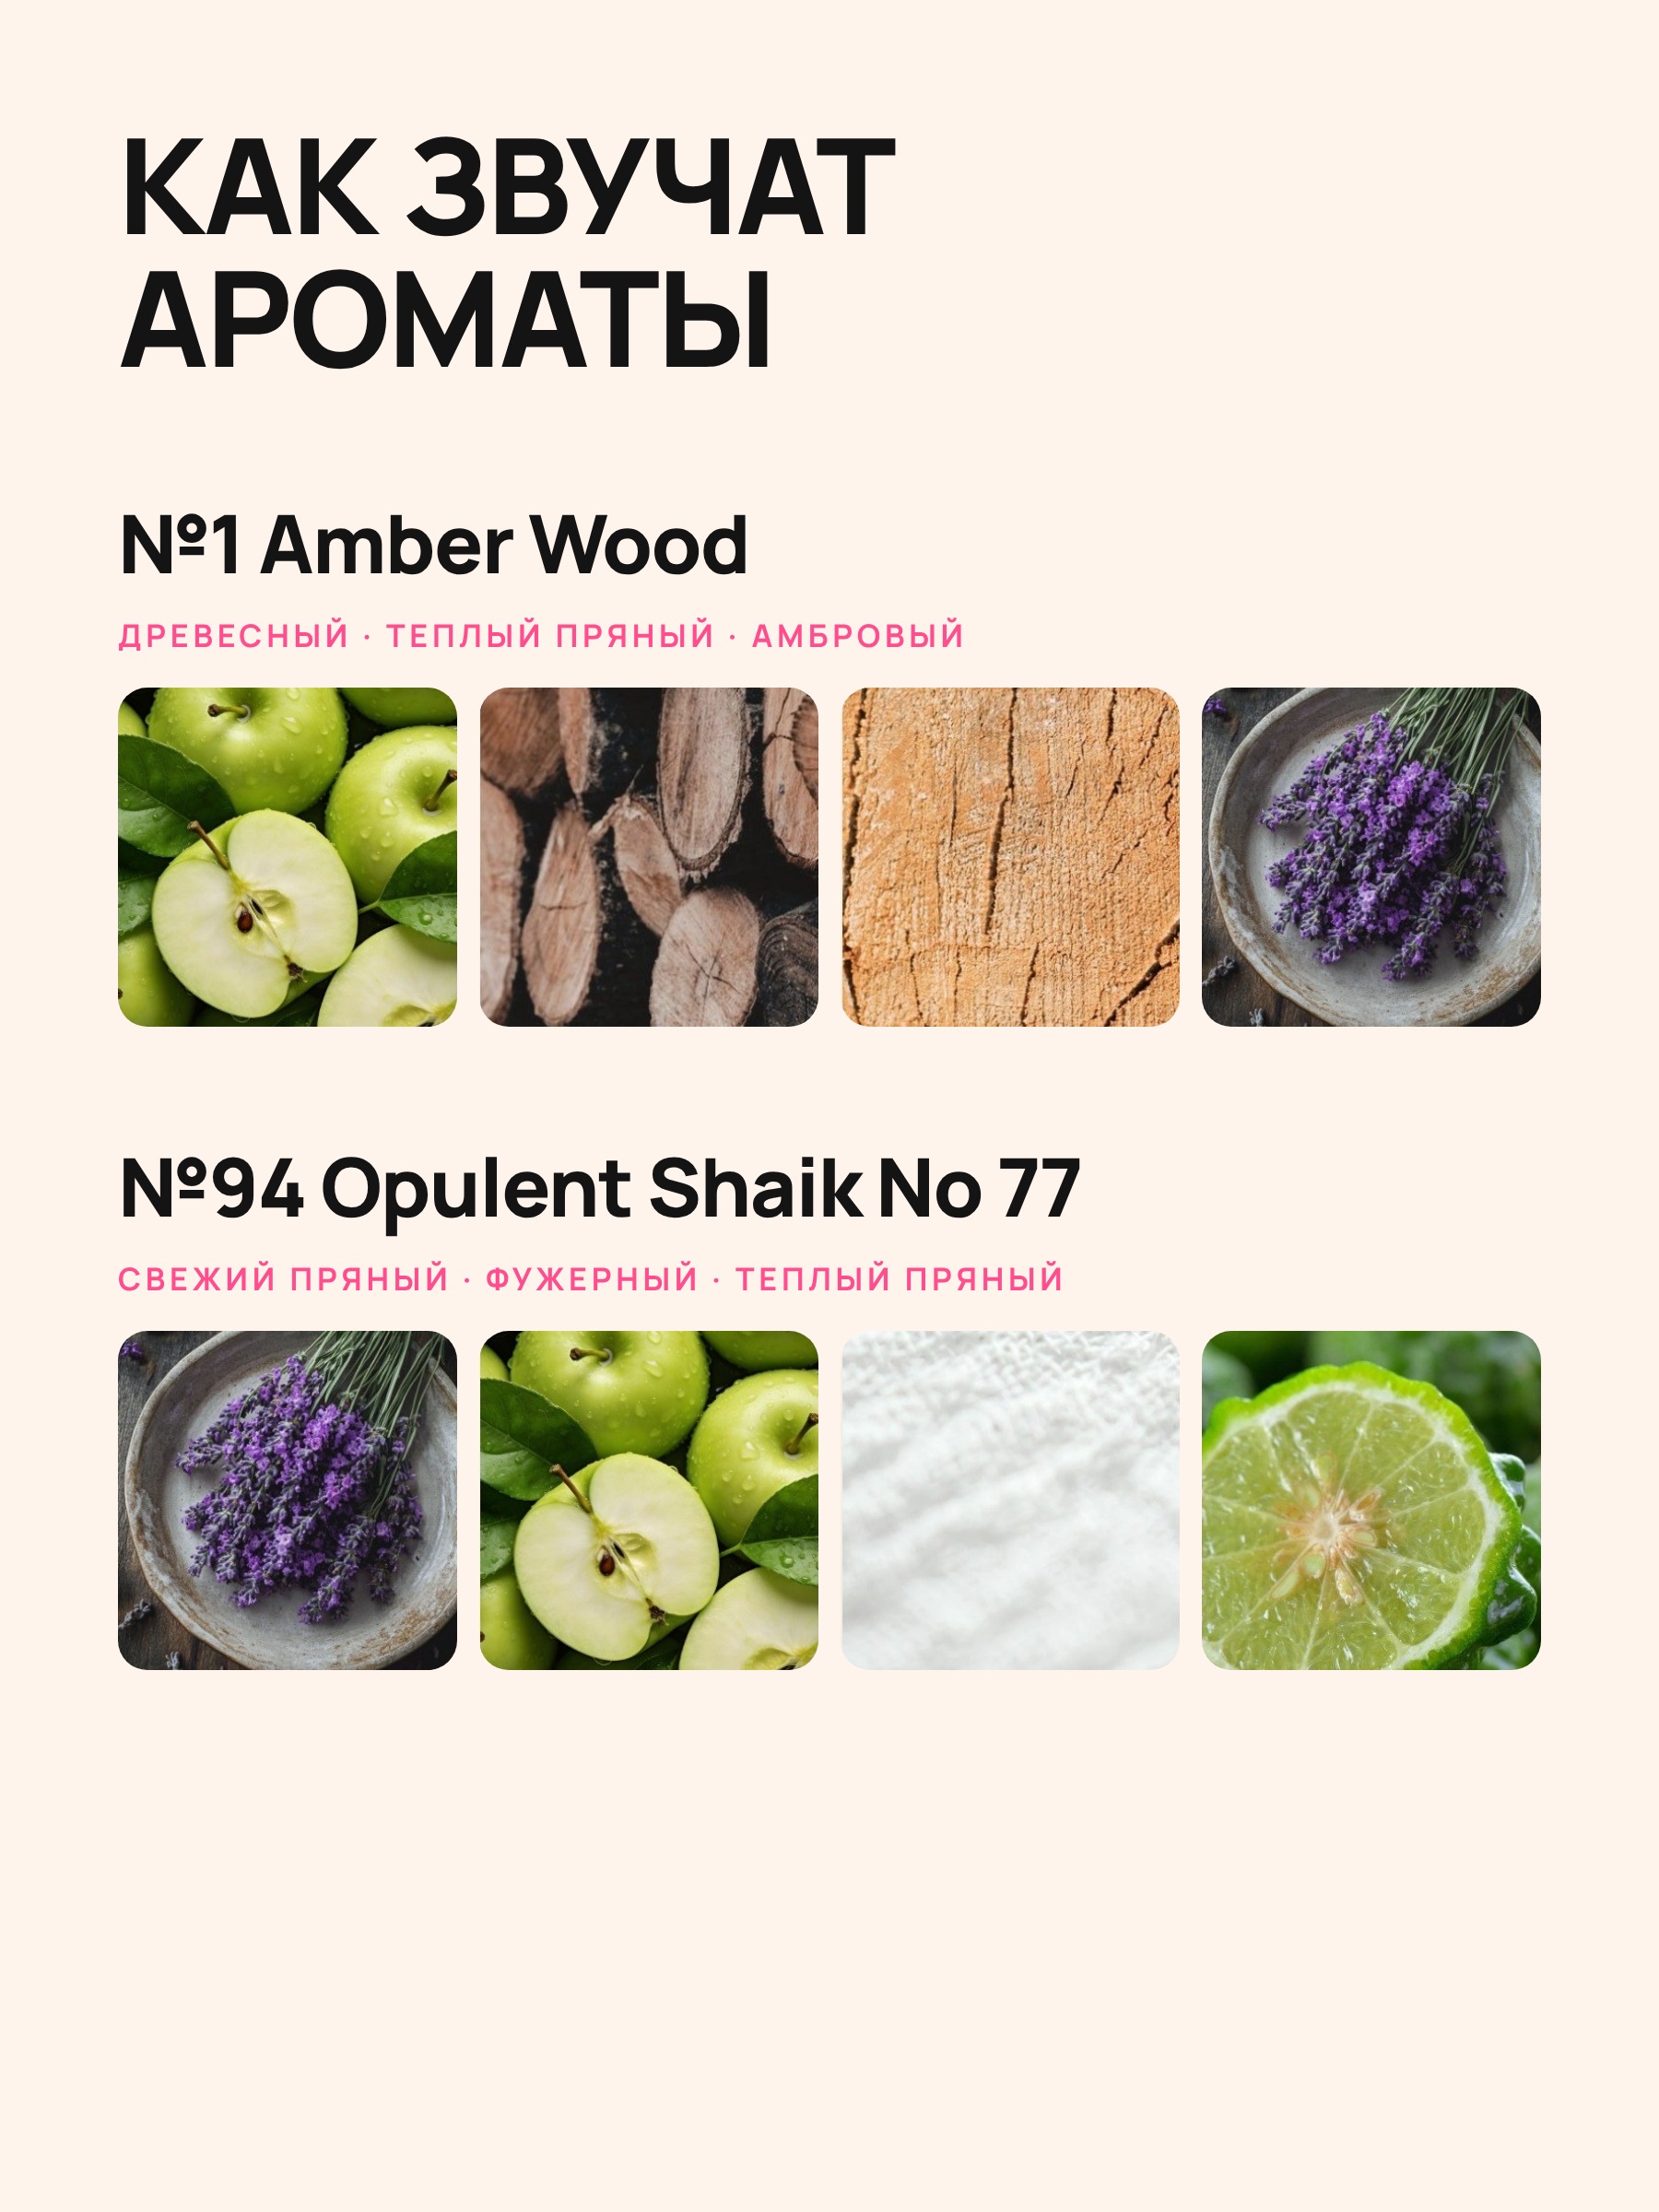 КАК ЗВУЧАТ
АРОМАТЫ
№1 Amber Wood
ДРЕВЕСНЫЙ · ТЕПЛЫЙ ПРЯНЫЙ · АМБРОВЫЙ
№94 Opulent Shaik No 77
СВЕЖИЙ ПРЯНЫЙ · ФУЖЕРНЫЙ · ТЕПЛЫЙ ПРЯНЫЙ